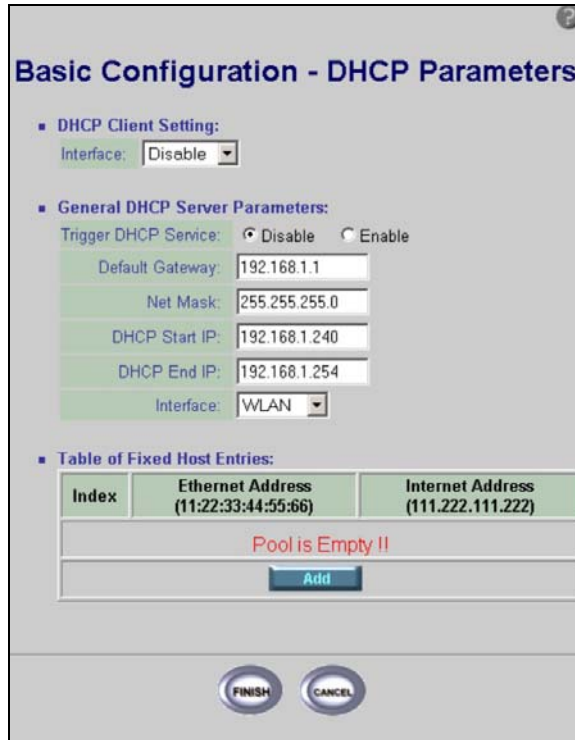 ?
Basic Configuration - DHCP Parameters
DHCP Client Setting:
Interface: Disable
General DHCP Server Parameters:
Trigger DHCP Service: Disable Enable
Default Gateway: 192.168.1.1
Net Mask: 255.255.255.0
DHCP Start IP: 192.168.1.240
DHCP End IP: 192.168.1.254
Interface: WLAN
Table of Fixed Host Entries:
Index Ethernet Address Internet Address
(11:22:33:44:55:66) (111.222.111.222)
Pool is Empty !!
Add
FINISH CANCEL